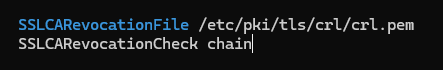 SSLCARevocationFile /etc/pki/tls/crl/crl.pem
SSLCARevocationCheck chain